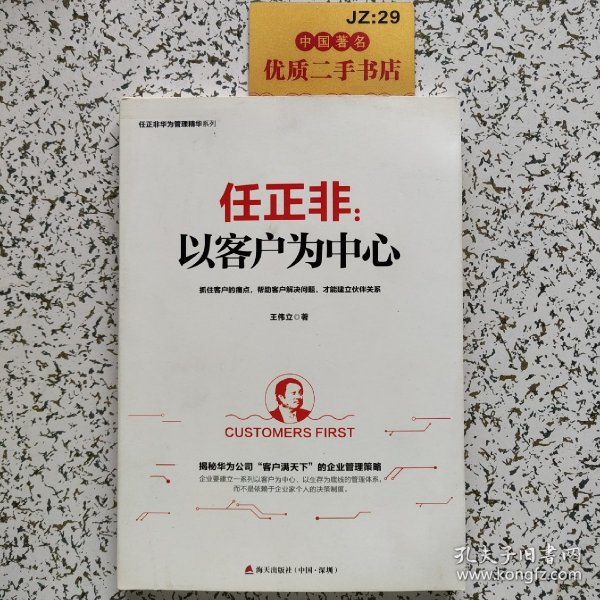 JZ:29
中国著名
优质二手书店
任正非华为管理精华系列
任正非：
以客户为中心
抓住客户的痛点，帮助客户解决问题，才能建立伙伴关系
王伟立◎著
CUSTOMERS FIRST
揭秘华为公司“客户满天下”的企业管理策略
企业要建立一系列以客户为中心、以生存为底线的管理体系，
而不是依赖于企业家个人的决策制度。
海天出版社（中国·深圳）
孔夫子旧书网
www.kongfz.com